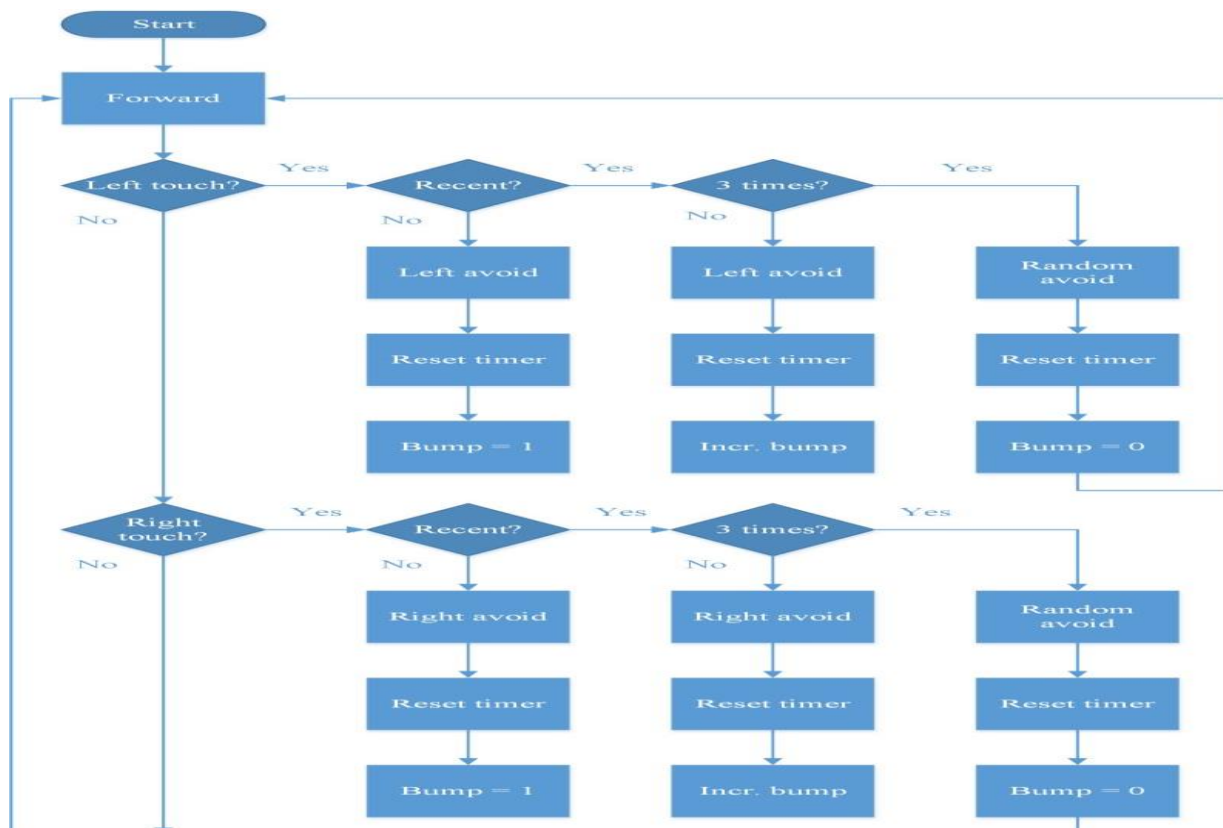 Start
Forward
Left touch?
Yes
No
Recent?
Yes
No
3 times?
Yes
No
Left avoid
Left avoid
Random
avoid
Reset timer
Reset timer
Reset timer
Bump = 1
Incr. bump
Bump = 0
Right
touch?
Yes
No
Recent?
Yes
No
3 times?
Yes
No
Right avoid
Right avoid
Random
avoid
Reset timer
Reset timer
Reset timer
Bump = 1
Incr. bump
Bump = 0